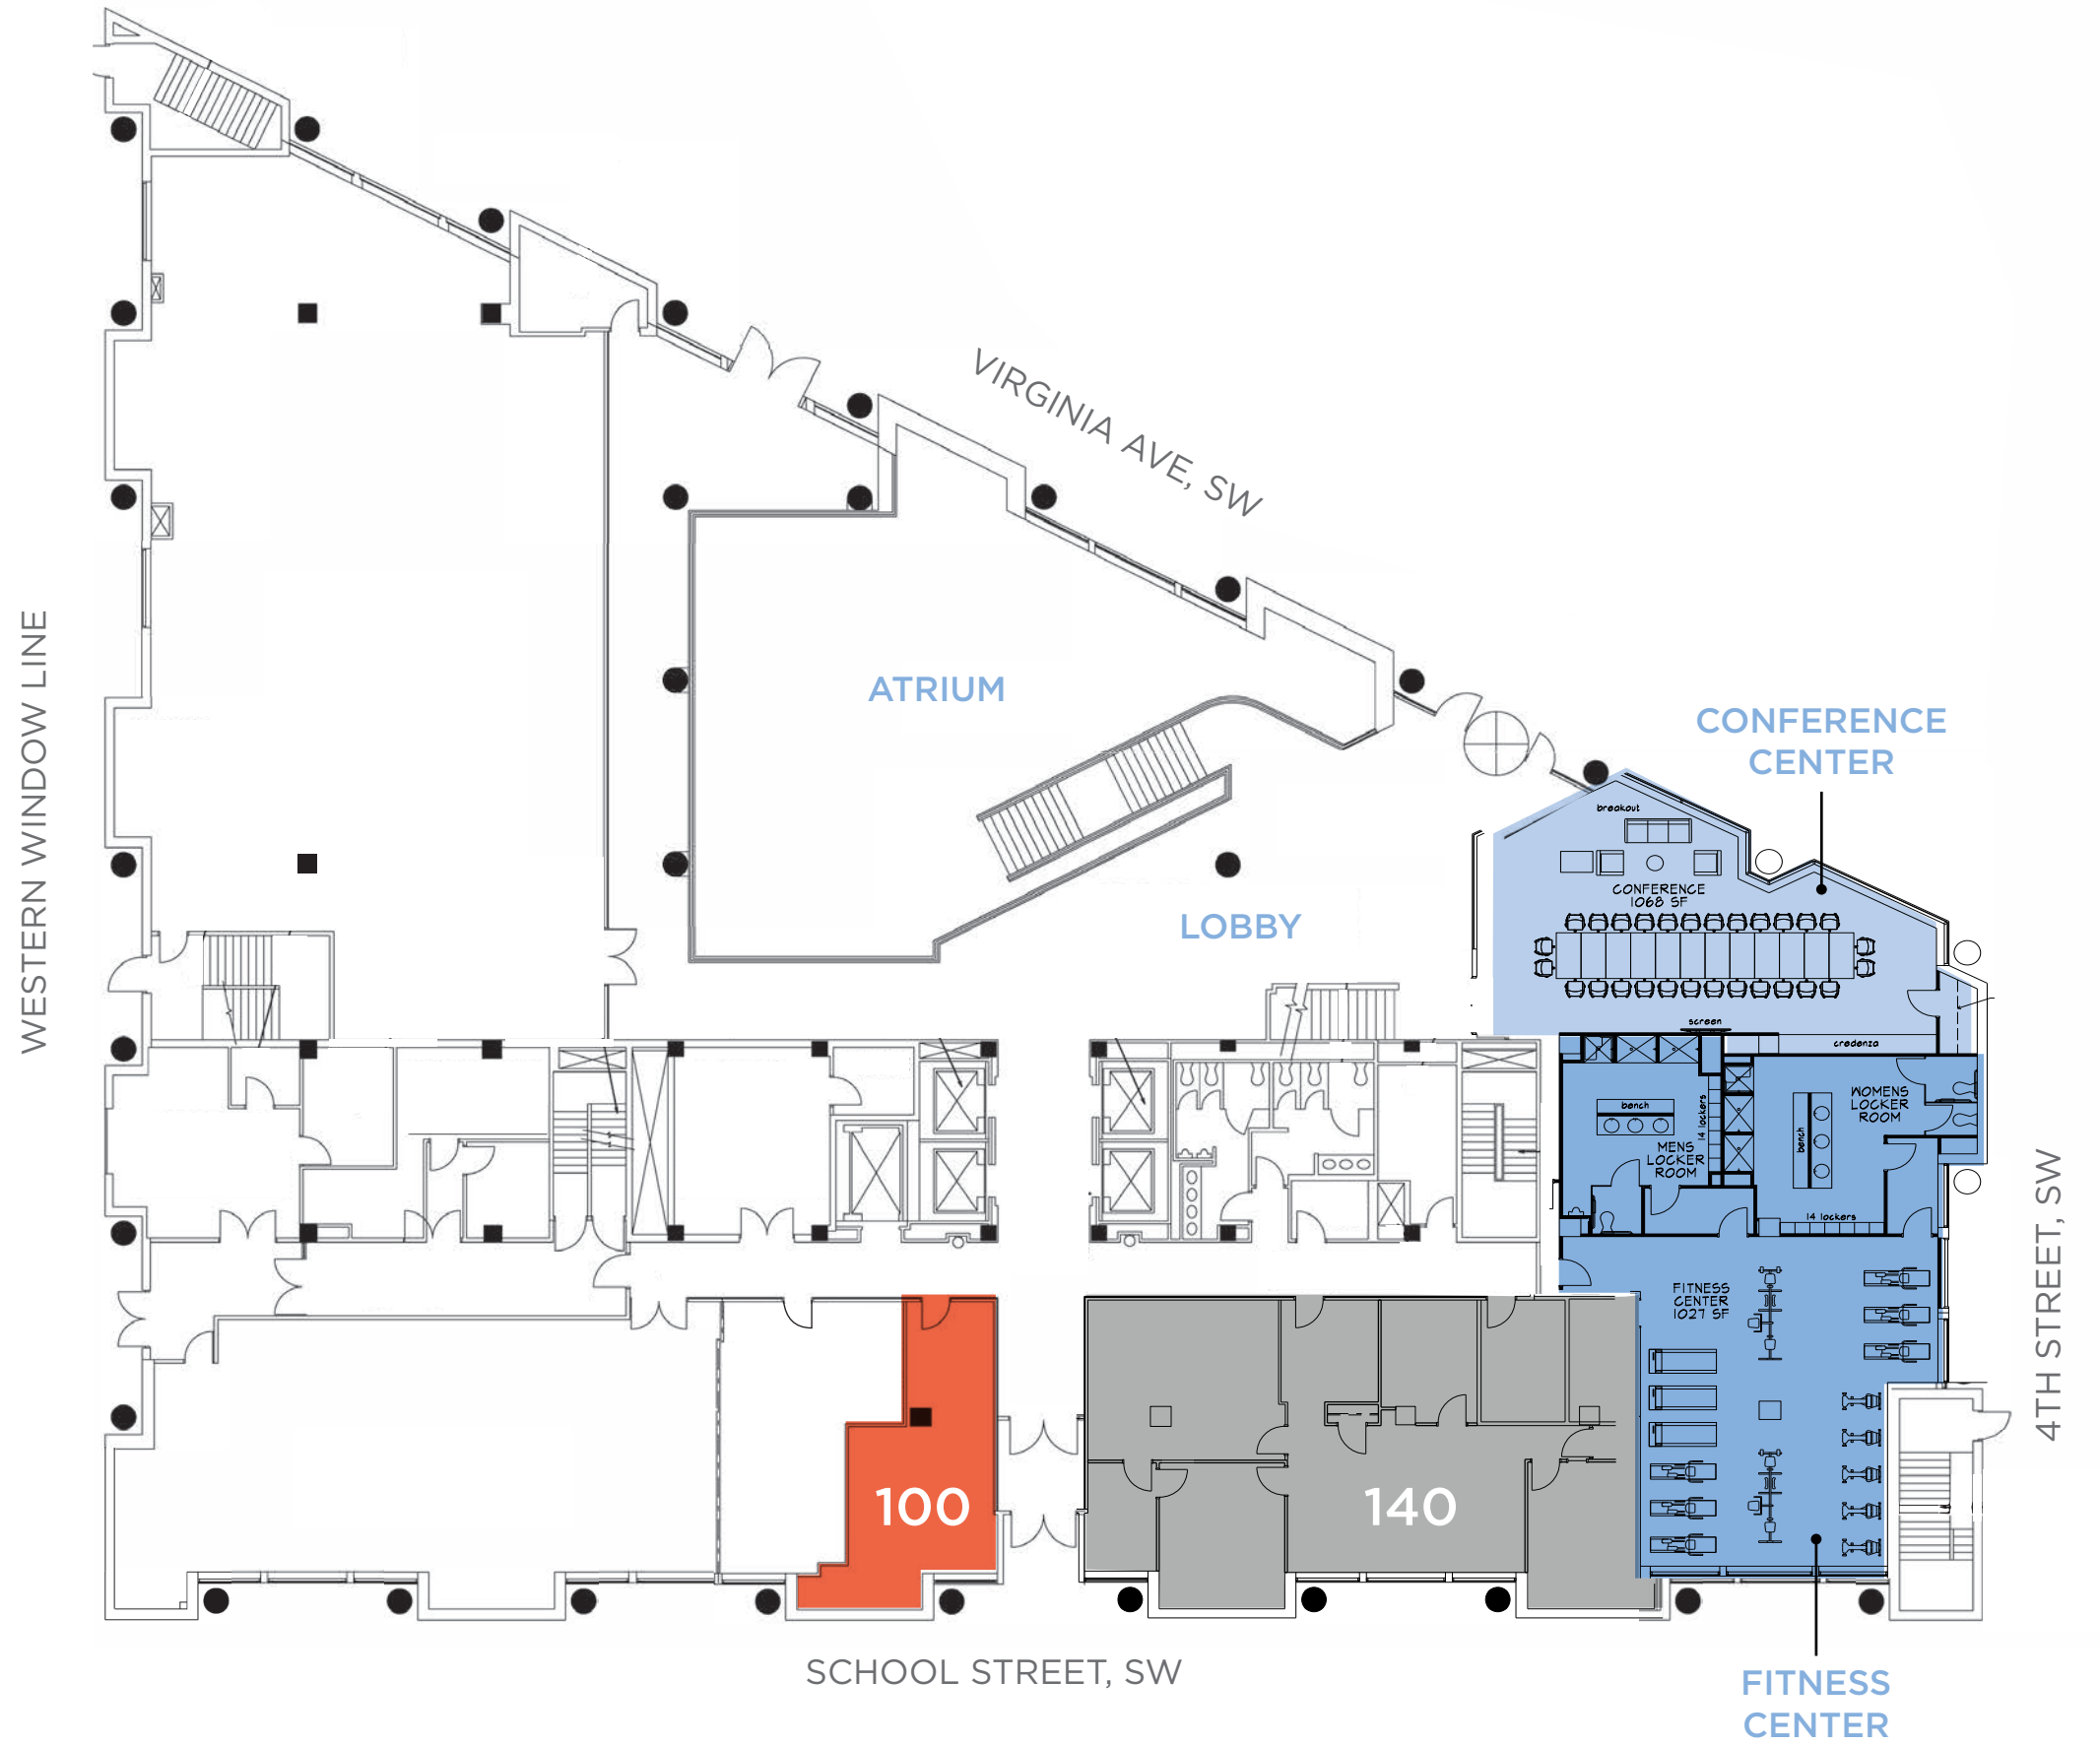 VIRGINIA AVE, SW
WESTERN WINDOW LINE
ATRIUM
CONFERENCE
CENTER
breakout
CONFERENCE
1068 SF
LOBBY
screen
credenza
bench
14 lockers
MENS
LOCKER
ROOM
bench
WOMENS
LOCKER
ROOM
14 lockers
4TH STREET, SW
FITNESS
CENTER
1027 SF
100
140
SCHOOL STREET, SW
FITNESS
CENTER